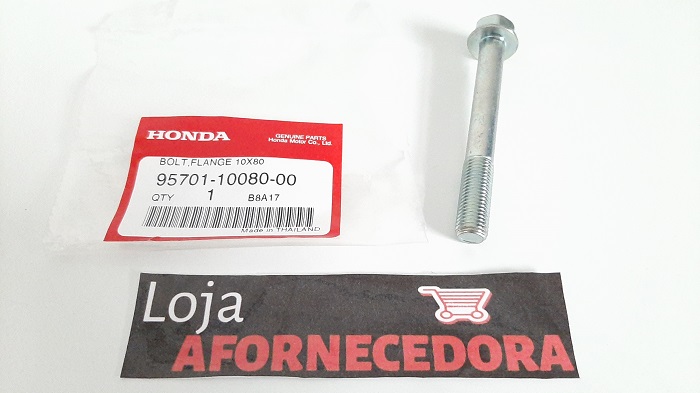 HONDA
GENUINE PARTS
Honda Motor Co., Ltd.
BOLT,FLANGE 10X80
95701-10080-00
QTY 1 B8A17
Made in THAILAND
Loja
AFORNECEDORA